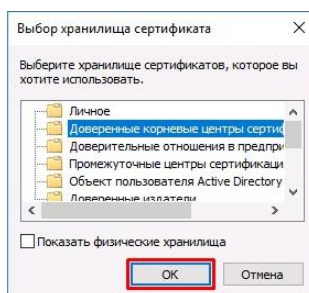 Выбор хранилища сертификата
Выберите хранилище сертификатов, которое вы
хотите использовать.
Личное
Доверенные корневые центры сертиф
Доверительные отношения в предпри
Промежуточные центры сертификаци
Объект пользователя Active Directory
Доверенные издатели
Показать физические хранилища
ОК
Отмена